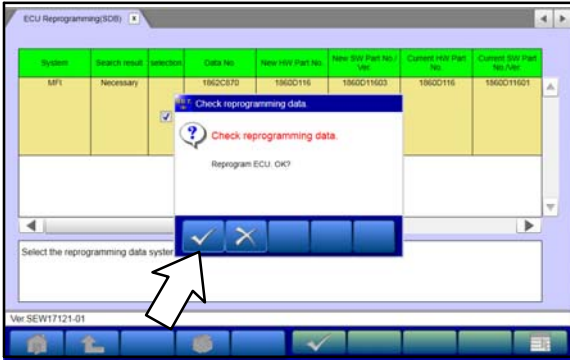 ECU Reprogramming(SDB) x
System Search result selection Data No New HW Part No. New SW Part No./Ver. Current HW Part No. Current SW Part No./Ver.
MFI Necessary 1862C870 1860D116 1860D11603 1860D116 1860D11601
Check reprogramming data.
Check reprogramming data.
Reprogram ECU. OK?
Select the reprogramming data system
Ver.SEW17121-01